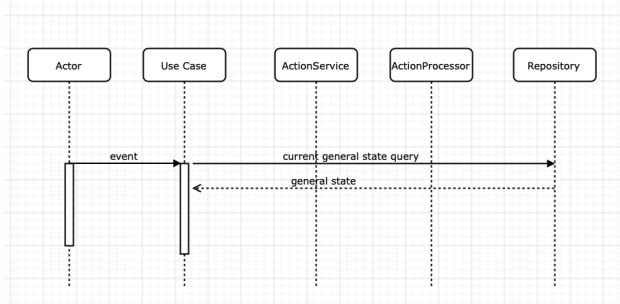 Actor
Use Case
ActionService
ActionProcessor
Repository
event
current general state query
general state